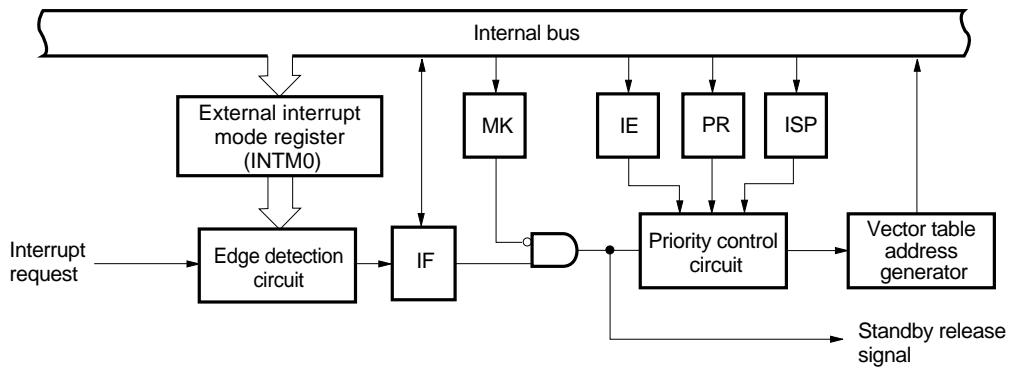 Internal bus
External interrupt
mode register
(INTM0)
MK
IE
PR
ISP
Interrupt
request
Edge detection
circuit
IF
Priority control
circuit
Vector table
address
generator
Standby release
signal